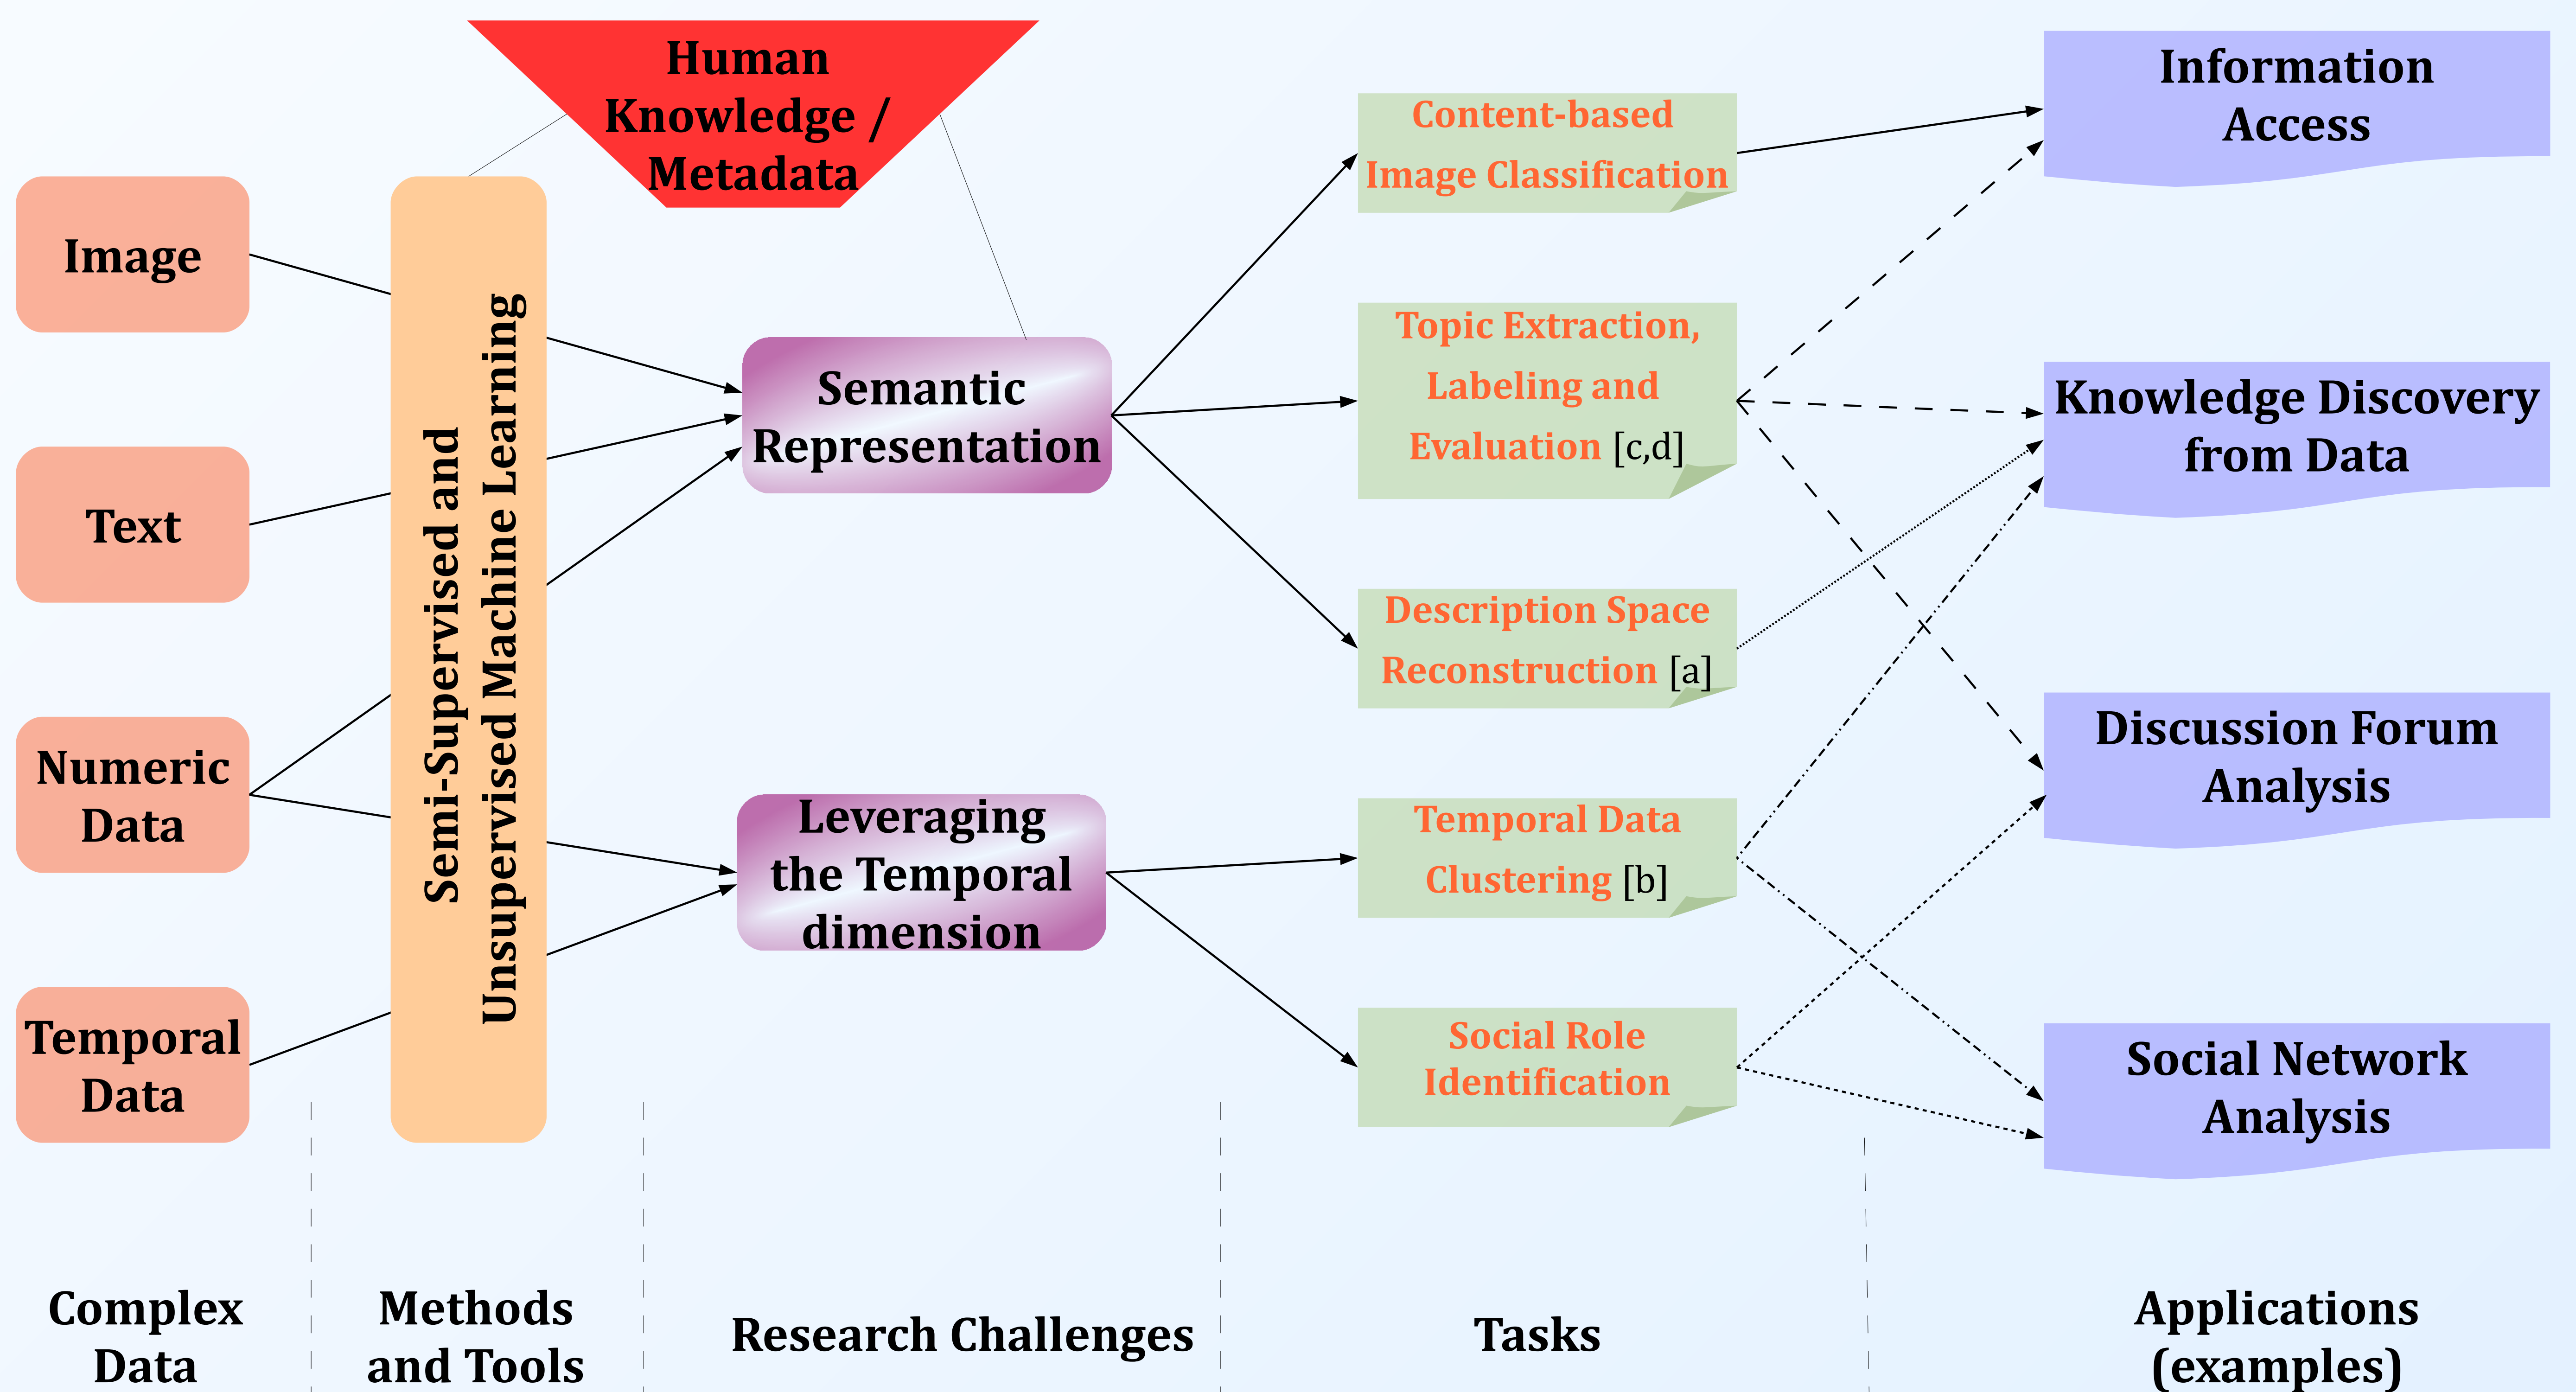 Human
Knowledge /
Metadata
Image
Text
Numeric
Data
Temporal
Data
Semi-Supervised and
Unsupervised Machine Learning
Semantic
Representation
Leveraging
the Temporal
dimension
Content-based
Image Classification
Topic Extraction,
Labeling and
Evaluation [c,d]
Description Space
Reconstruction [a]
Temporal Data
Clustering [b]
Social Role
Identification
Information
Access
Knowledge Discovery
from Data
Discussion Forum
Analysis
Social Network
Analysis
Complex
Data
Methods
and Tools
Research Challenges
Tasks
Applications
(examples)